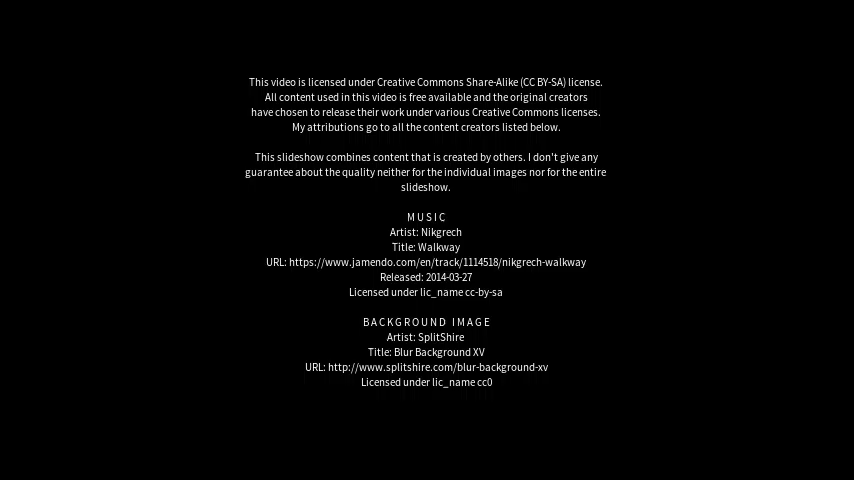 This video is licensed under Creative Commons Share-Alike (CC BY-SA) license.
All content used in this video is free available and the original creators
have chosen to release their work under various Creative Commons licenses.
My attributions go to all the content creators listed below.
This slideshow combines content that is created by others. I don't give any
guarantee about the quality neither for the individual images nor for the entire
slideshow.
M U S I C
Artist: Nikgrech
Title: Walkway
URL: https://www.jamendo.com/en/track/1114518/nikgrech-walkway
Released: 2014-03-27
Licensed under lic_name cc-by-sa
B A C K G R O U N D   I M A G E
Artist: SplitShire
Title: Blur Background XV
URL: http://www.splitshire.com/blur-background-xv
Licensed under lic_name cc0